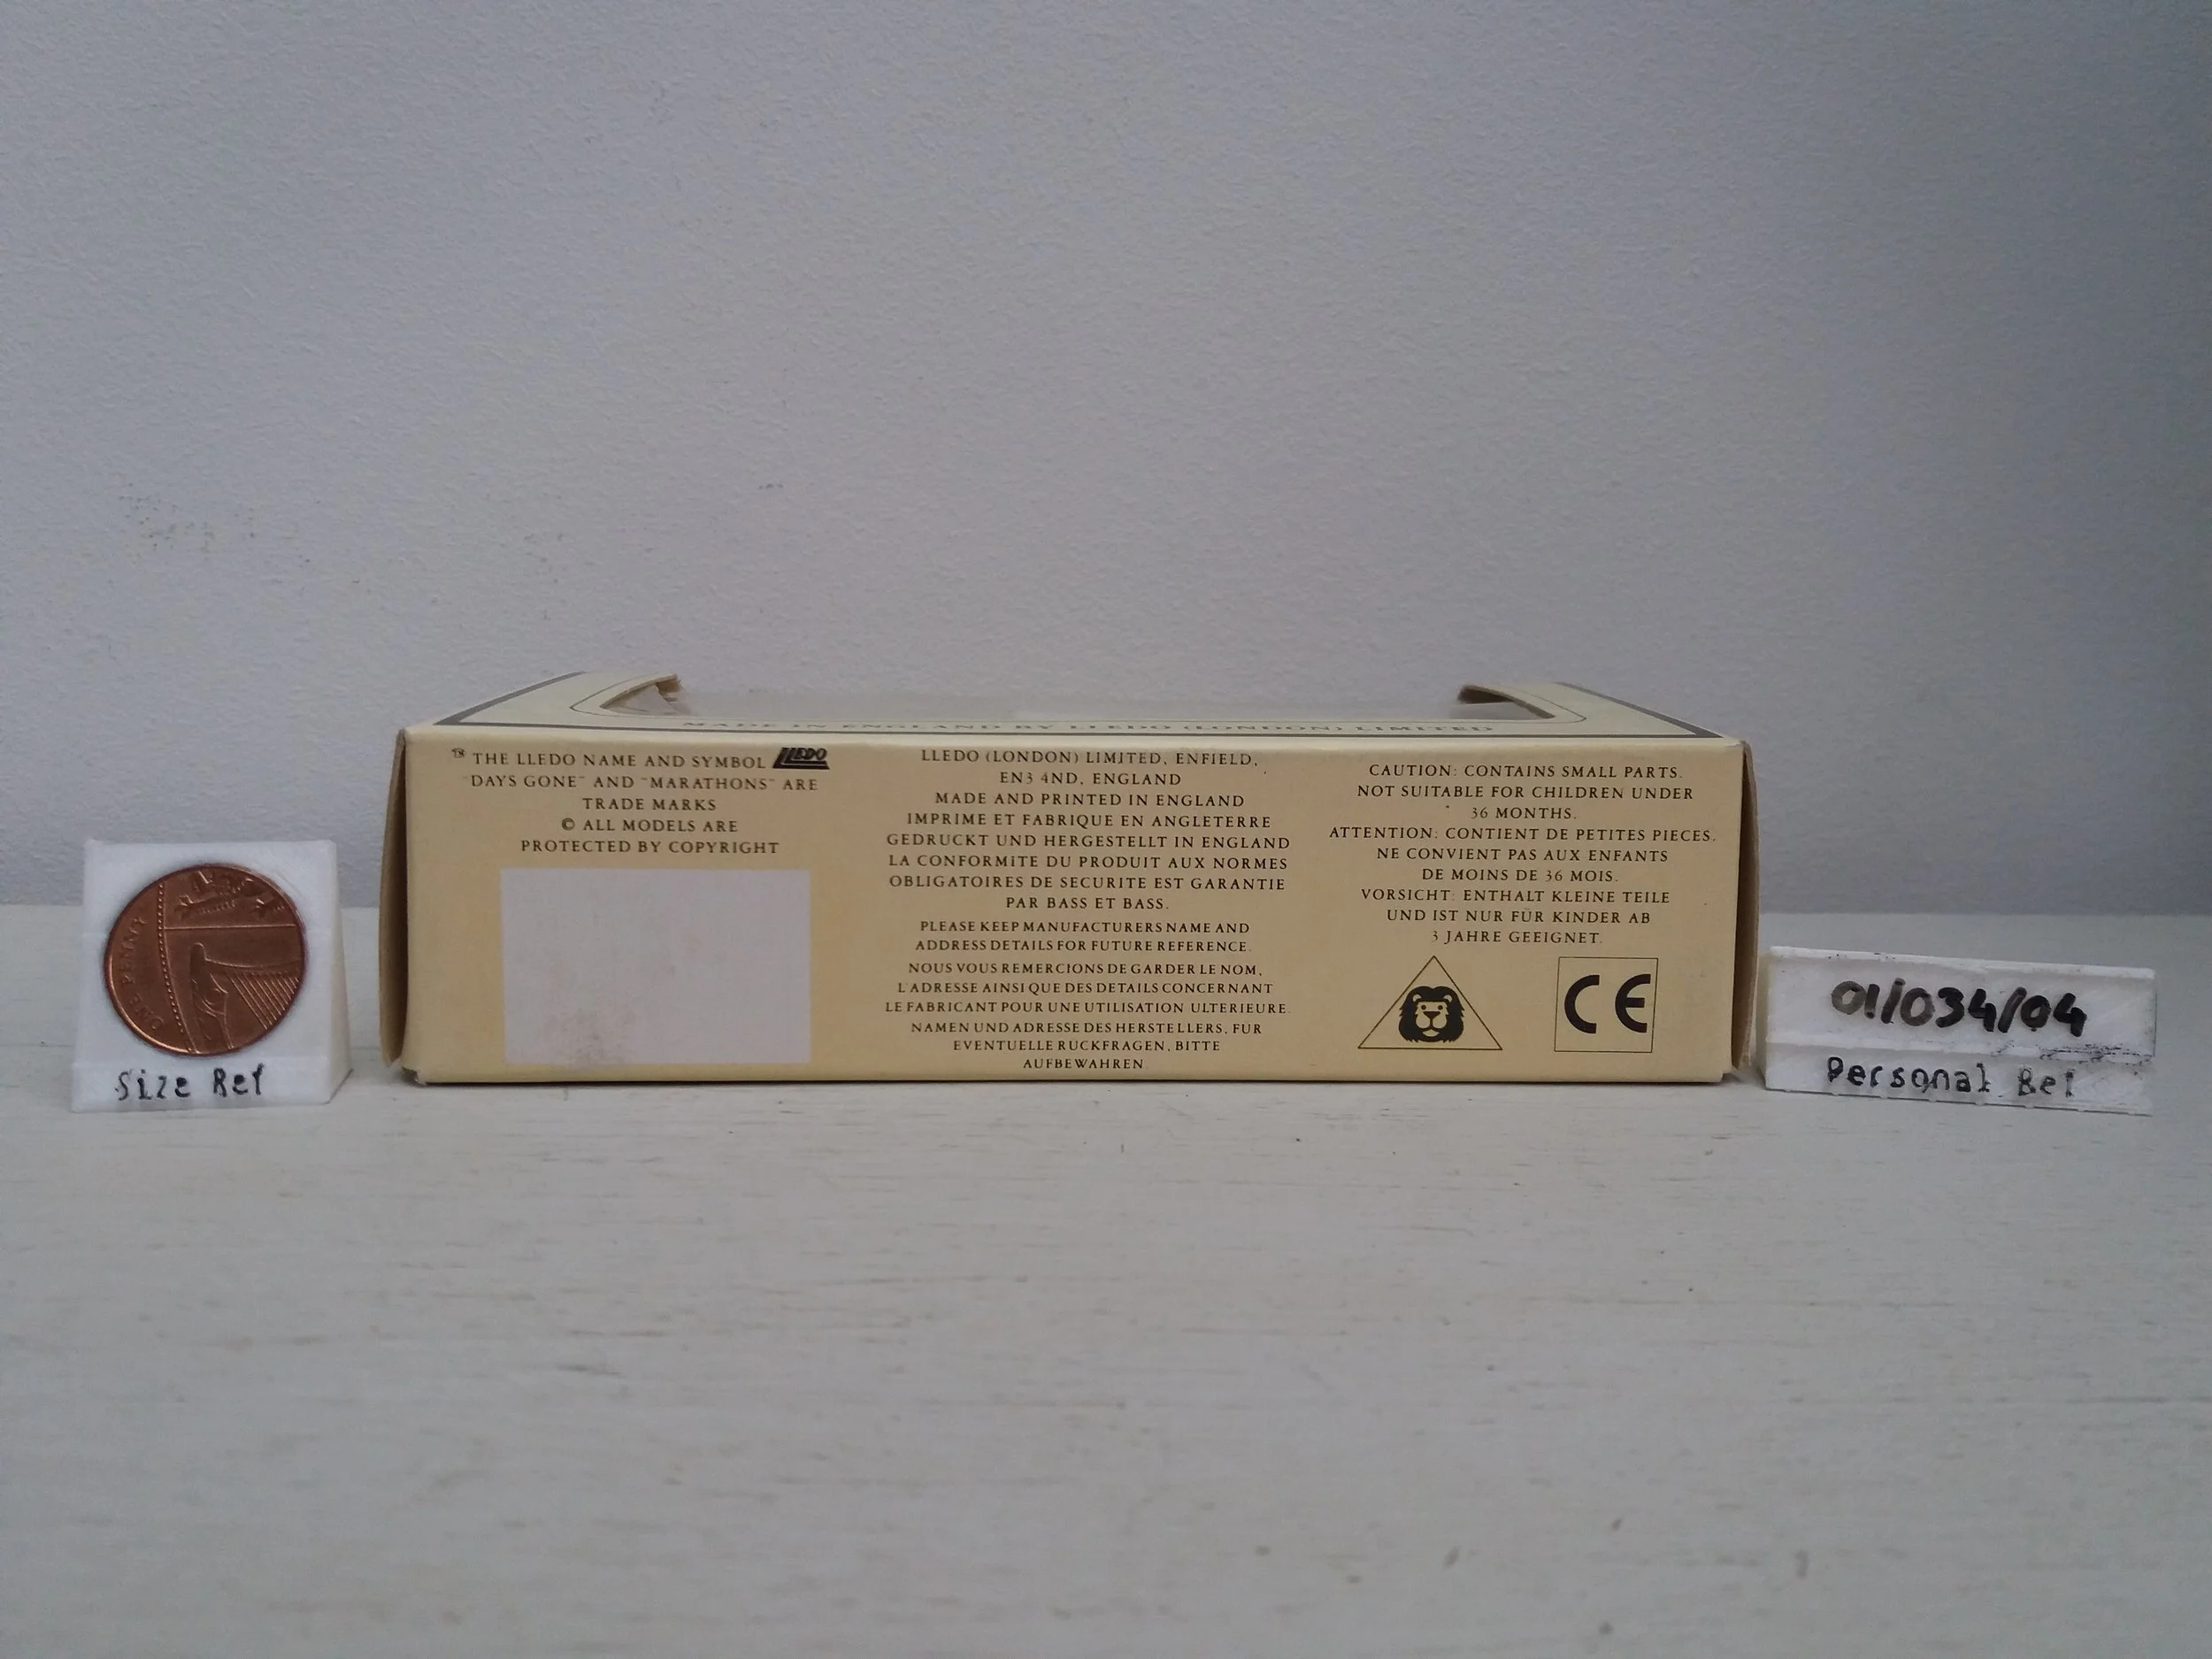 MADE IN ENGLAND BY LLEDO (LONDON) LIMITED
THE LLEDO NAME AND SYMBOL LLEDO
"DAYS GONE" AND "MARATHONS" ARE
TRADE MARKS
© ALL MODELS ARE
PROTECTED BY COPYRIGHT
LLEDO (LONDON) LIMITED, ENFIELD,
EN3 4ND, ENGLAND
MADE AND PRINTED IN ENGLAND
IMPRIME ET FABRIQUE EN ANGLETERRE
GEDRUCKT UND HERGESTELLT IN ENGLAND
LA CONFORMITE DU PRODUIT AUX NORMES
OBLIGATOIRES DE SECURITE EST GARANTIE
PAR BASS ET BASS.
PLEASE KEEP MANUFACTURERS NAME AND
ADDRESS DETAILS FOR FUTURE REFERENCE.
NOUS VOUS REMERCIONS DE GARDER LE NOM,
L'ADRESSE AINSI QUE DES DETAILS CONCERNANT
LE FABRICANT POUR UNE UTILISATION ULTERIEURE.
NAMEN UND ADRESSE DES HERSTELLERS, FUR
EVENTUELLE RUCKFRAGEN, BITTE
AUFBEWAHREN.
CAUTION: CONTAINS SMALL PARTS.
NOT SUITABLE FOR CHILDREN UNDER
36 MONTHS.
ATTENTION: CONTIENT DE PETITES PIECES.
NE CONVIENT PAS AUX ENFANTS
DE MOINS DE 36 MOIS.
VORSICHT: ENTHALT KLEINE TEILE
UND IST NUR FÜR KINDER AB
3 JAHRE GEEIGNET.
CE
ONE PENNY
Size Ref
01/034/04
Personal Ref